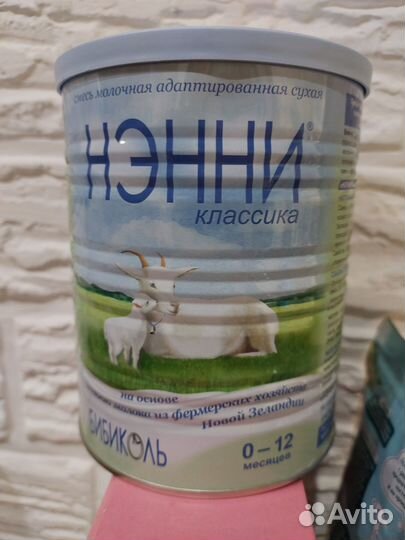 смесь молочная адаптированная сухая
НЭННИ®
классика
на основе
молока из фермерских хозяйств
Новой Зеландии
БИБИКОЛЬ
0–12
месяцев
Avito